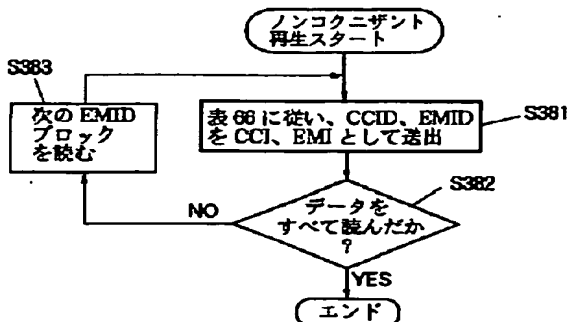 ノンコクニザント
再生スタート
S383
次の EMID
ブロック
を読む
表 66 に従い、CCID、EMID
を CCI、EMI として送出
S381
S382
データを
すべて読んだか
?
NO
YES
エンド